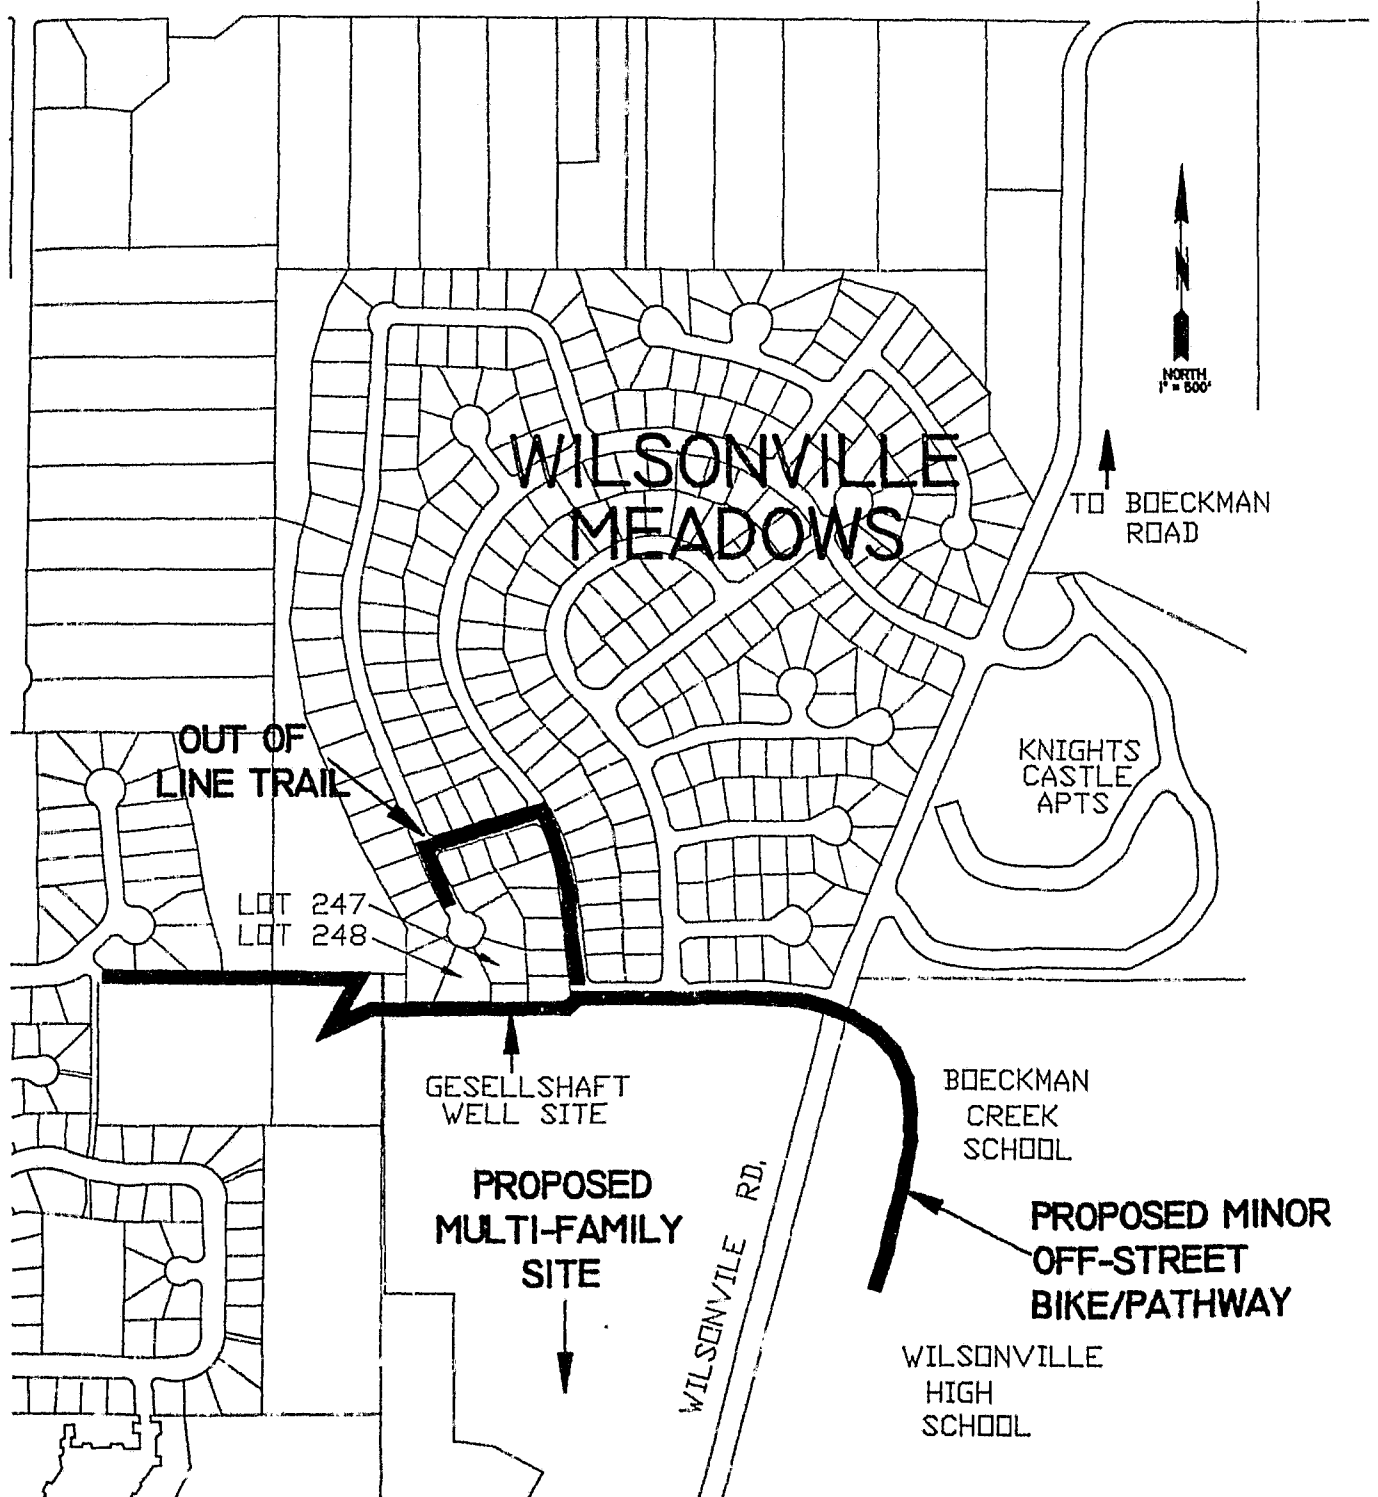 NORTH
1" = 500'
WILSONVILLE
MEADOWS
TO BOECKMAN
ROAD
OUT OF
LINE TRAIL
KNIGHTS
CASTLE
APTS
LOT 247
LOT 248
GESELLSHAFT
WELL SITE
BOECKMAN
CREEK
SCHOOL
PROPOSED
MULTI-FAMILY
SITE
WILSONVILE RD.
PROPOSED MINOR
OFF-STREET
BIKE/PATHWAY
WILSONVILLE
HIGH
SCHOOL